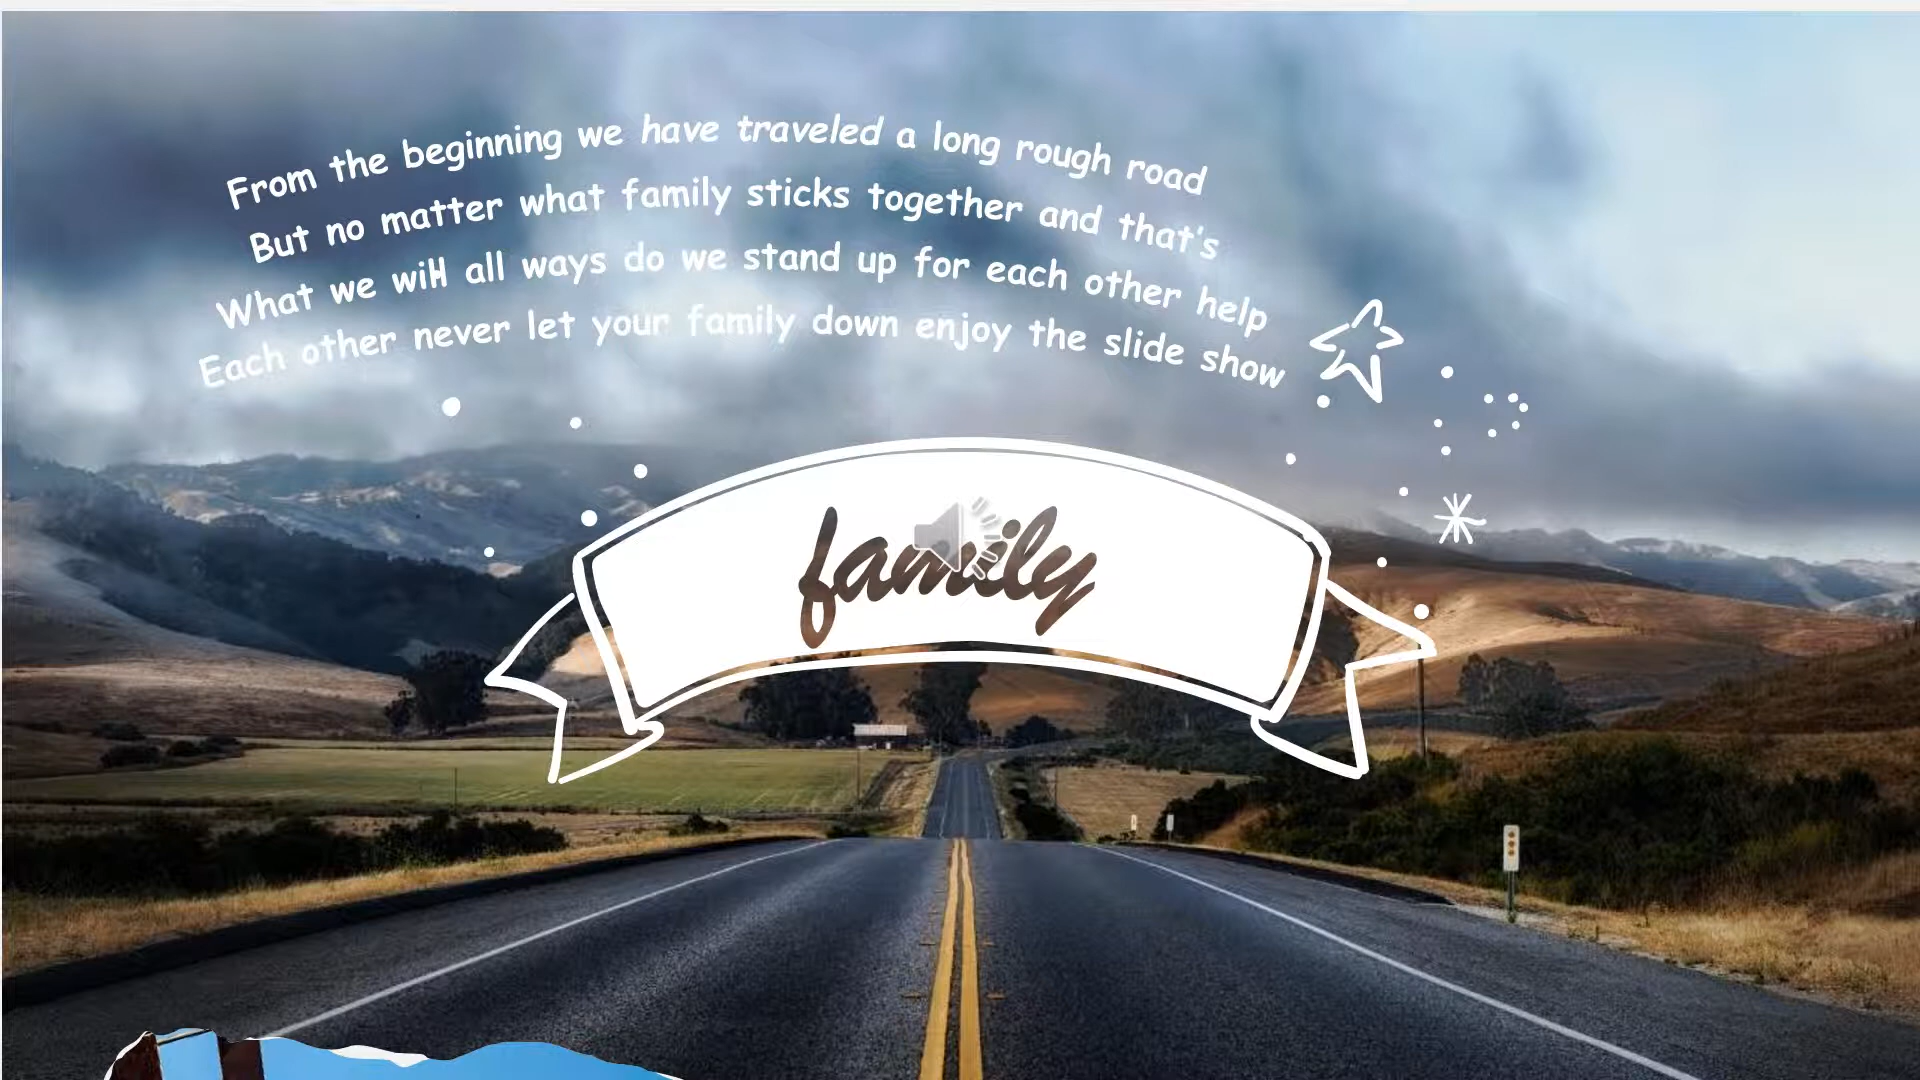 From the beginning we have traveled a long rough road
But no matter what family sticks together and that's
What we will all ways do we stand up for each other help
Each other never let your family down enjoy the slide show
family